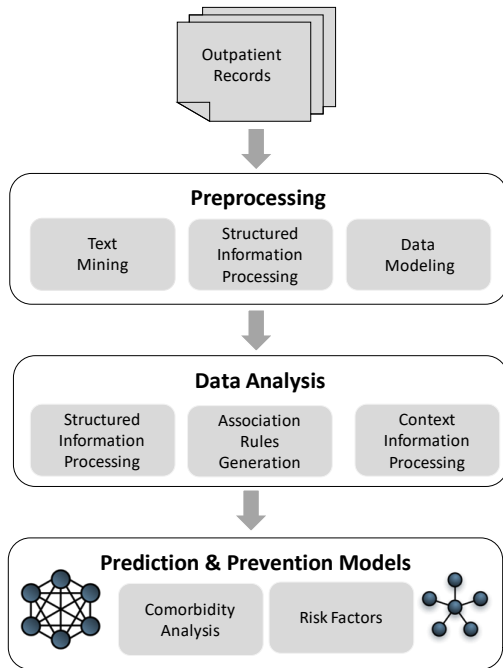 Outpatient
Records
Preprocessing
Text
Mining
Structured
Information
Processing
Data
Modeling
Data Analysis
Structured
Information
Processing
Association
Rules
Generation
Context
Information
Processing
Prediction & Prevention Models
Comorbidity
Analysis
Risk Factors